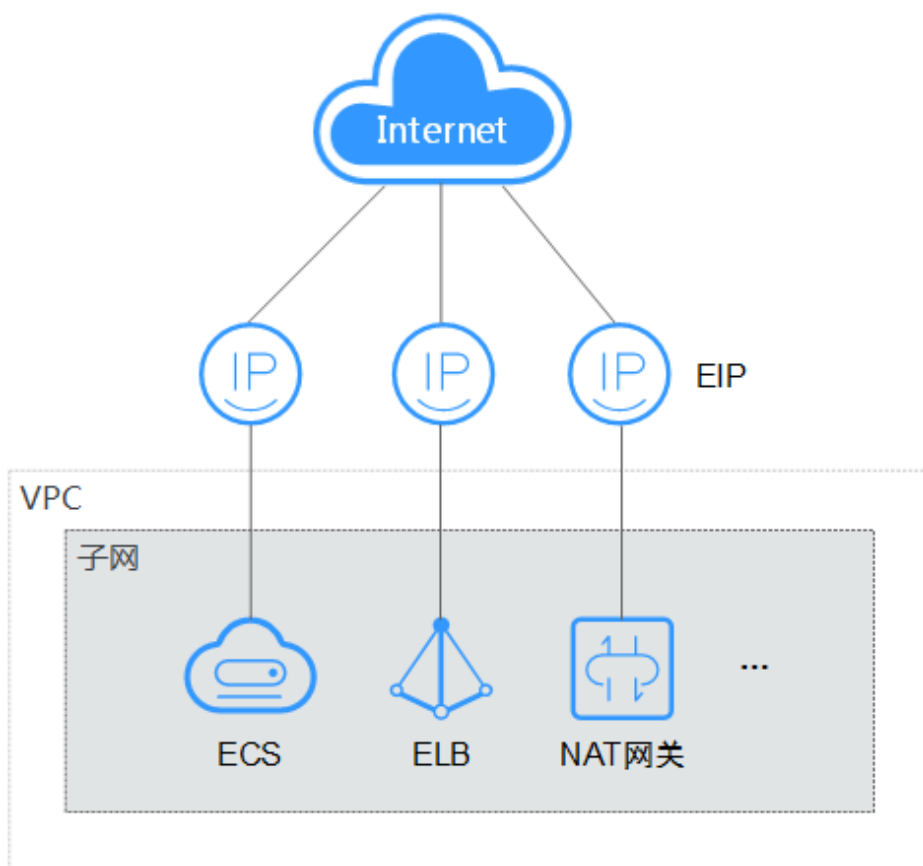 Internet
IP
IP
IP
EIP
VPC
子网
...
ECS
ELB
NAT网关